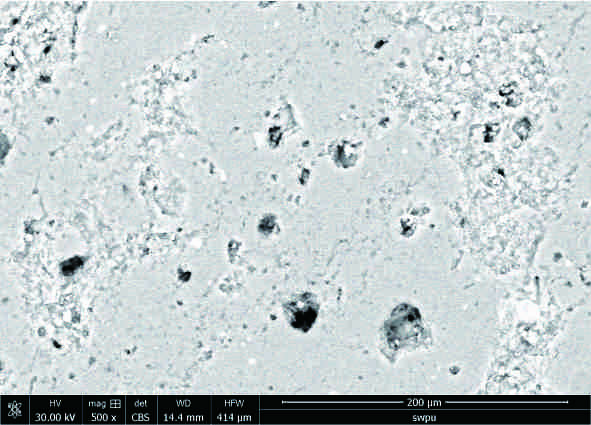 HV mag det WD HFW 200 µm
30.00 kV 500 x CBS 14.4 mm 414 µm swpu